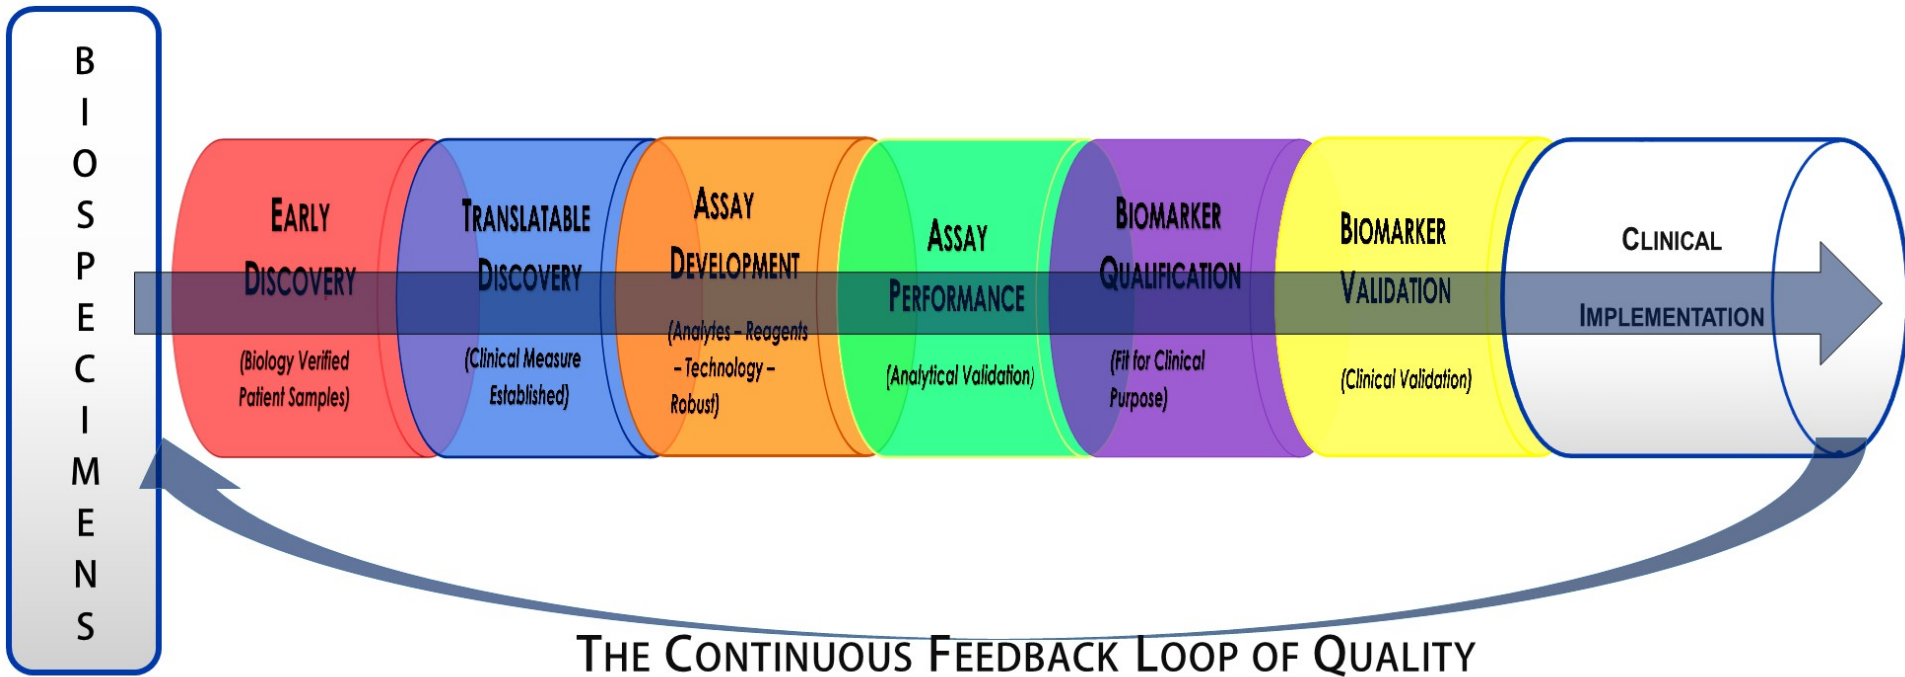 BIOSPECIMENS
EARLY
DISCOVERY
(Biology Verified
Patient Samples)
TRANSLATABLE
DISCOVERY
(Clinical Measure
Established)
ASSAY
DEVELOPMENT
(Analytes – Reagents
– Technology –
Robust)
ASSAY
PERFORMANCE
(Analytical Validation)
BIOMARKER
QUALIFICATION
(Fit for Clinical
Purpose)
BIOMARKER
VALIDATION
(Clinical Validation)
CLINICAL
IMPLEMENTATION
THE CONTINUOUS FEEDBACK LOOP OF QUALITY